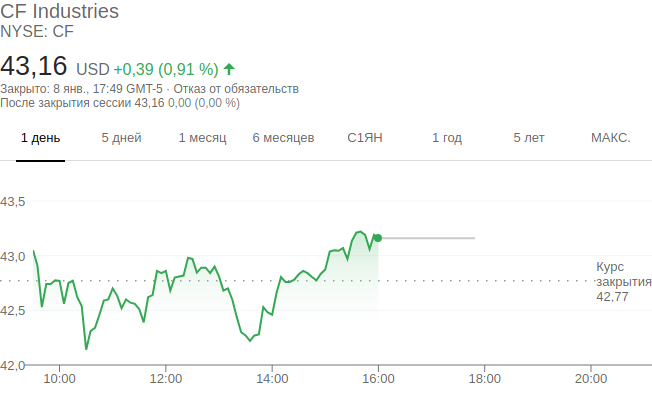 CF Industries
NYSE: CF
43,16 USD +0,39 (0,91 %)
Закрыто: 8 янв., 17:49 GMT-5 · Отказ от обязательств
После закрытия сессии 43,16 0,00 (0,00 %)
1 день 5 дней 1 месяц 6 месяцев С1ЯН 1 год 5 лет МАКС.
43,5
43,0
Курс
закрытия
42,77
42,5
42,0
10:00 12:00 14:00 16:00 18:00 20:00